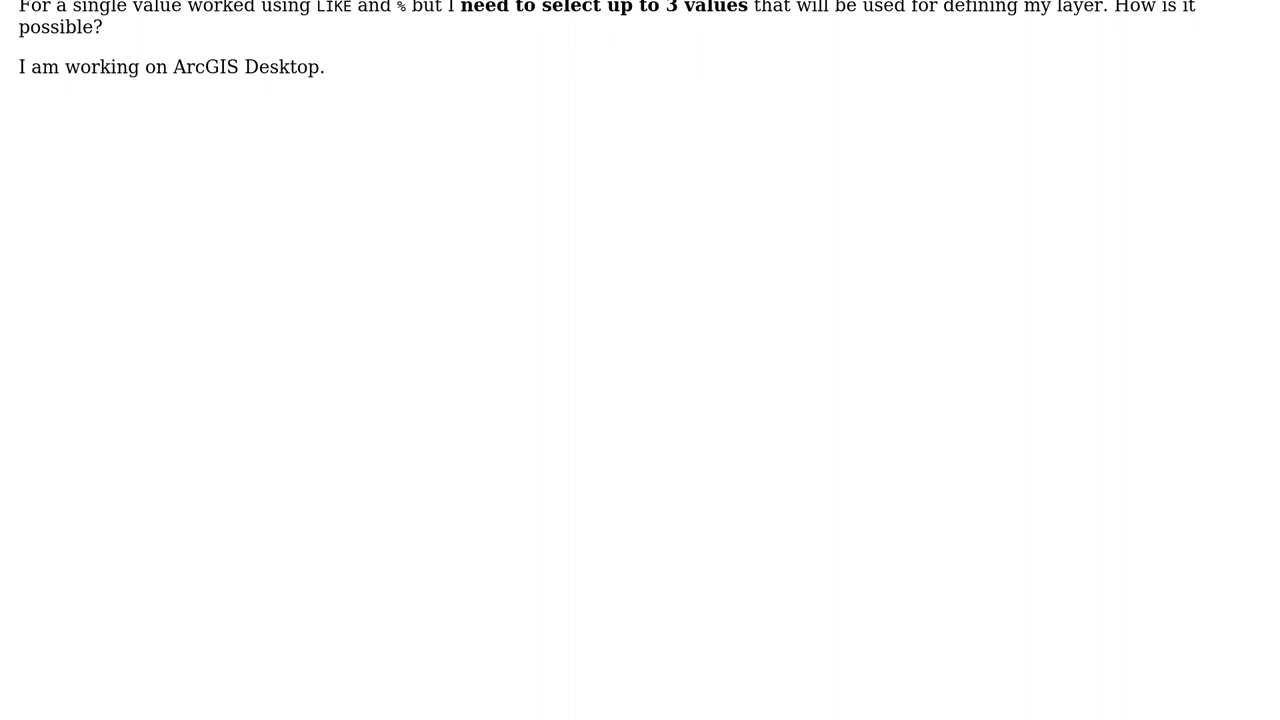 For a single value worked using LIKE and % but I need to select up to 3 values that will be used for defining my layer. How is it
possible?
I am working on ArcGIS Desktop.